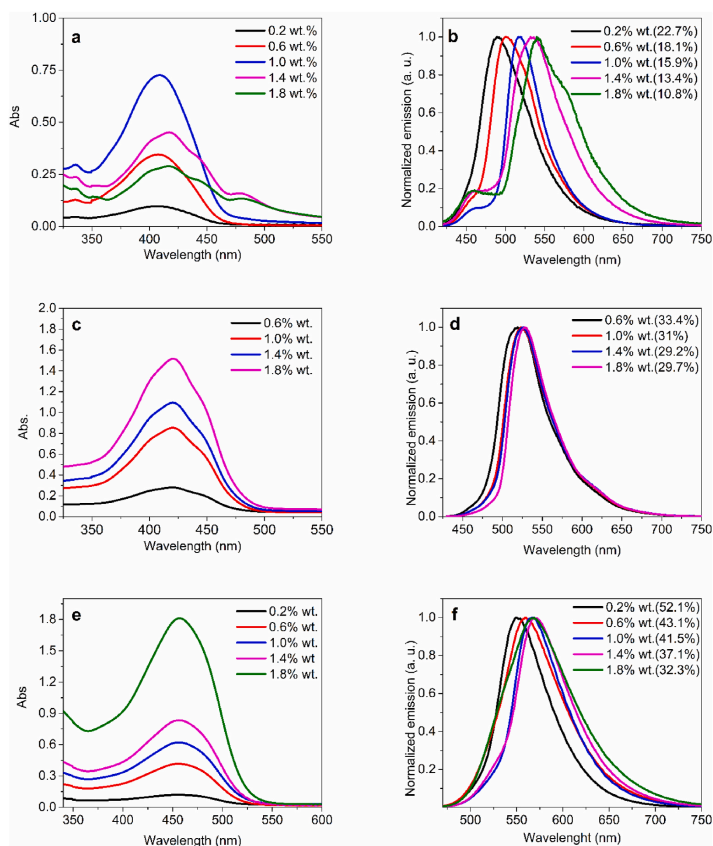 a
0.2 wt.%
0.6 wt.%
1.0 wt.%
1.4 wt.%
1.8 wt.%
Abs
1.00
0.75
0.50
0.25
0.00
350 400 450 500 550
Wavelength (nm)
b
0.2% wt.(22.7%)
0.6% wt.(18.1%)
1.0% wt.(15.9%)
1.4% wt.(13.4%)
1.8% wt.(10.8%)
Normalized emission (a. u.)
1.0
0.8
0.6
0.4
0.2
450 500 550 600 650 700 750
Wavelength (nm)
c
0.6% wt.
1.0% wt.
1.4% wt.
1.8% wt.
Abs.
2.0
1.8
1.6
1.4
1.2
1.0
0.8
0.6
0.4
0.2
0.0
350 400 450 500 550
Wavelength (nm)
d
0.6% wt.(33.4%)
1.0% wt.(31%)
1.4% wt.(29.2%)
1.8% wt.(29.7%)
Normalized emission (a. u.)
1.0
0.8
0.6
0.4
0.2
0.0
450 500 550 600 650 700 750
Wavelength (nm)
e
0.2% wt.
0.6% wt.
1.0% wt.
1.4% wt
1.8% wt.
Abs
1.8
1.5
1.2
0.9
0.6
0.3
0.0
350 400 450 500 550 600
Wavelength (nm)
f
0.2% wt.(52.1%)
0.6% wt.(43.1%)
1.0% wt.(41.5%)
1.4% wt.(37.1%)
1.8% wt.(32.3%)
Normalized emission (a. u.)
1.0
0.8
0.6
0.4
0.2
500 550 600 650 700 750
Wavelenght (nm)